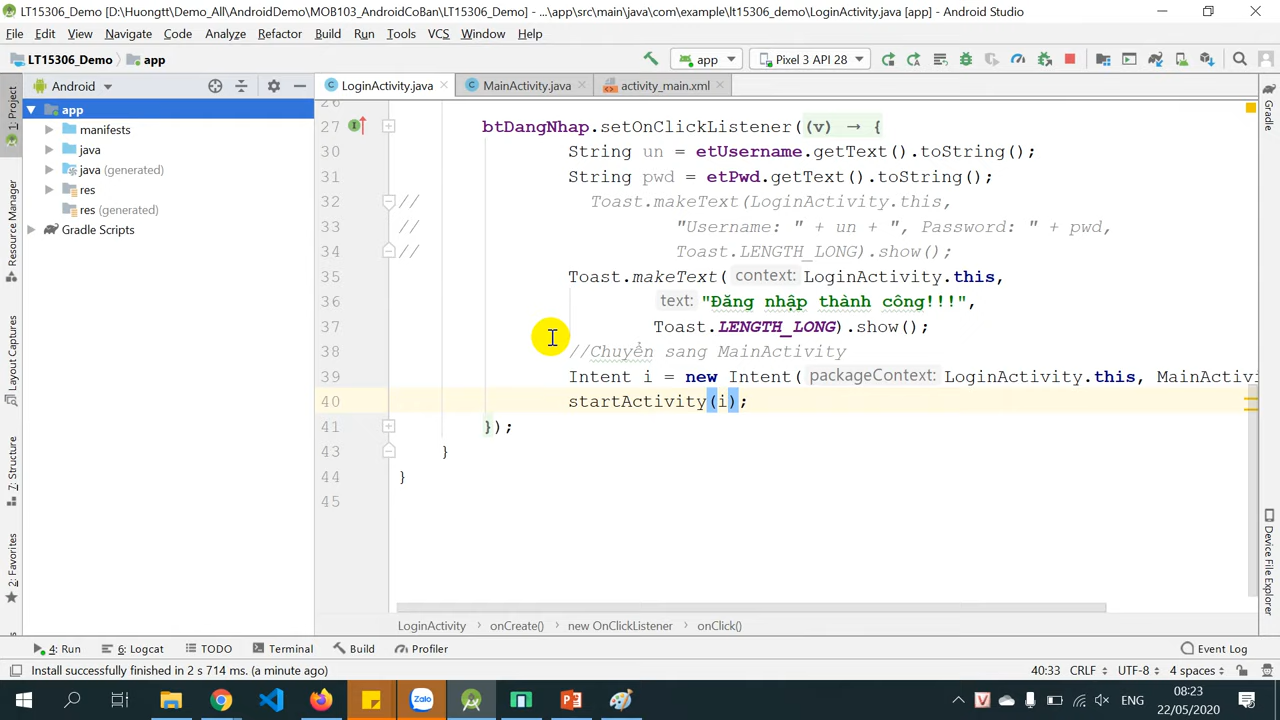 LT15306_Demo [D:\Huongtt\Demo_All\AndroidDemo\MOB103_AndroidCoBan\LT15306_Demo] - ...\app\src\main\java\com\example\lt15306_demo\LoginActivity.java [app] - Android Studio
File Edit View Navigate Code Analyze Refactor Build Run Tools VCS Window Help
LT15306_Demo app app Pixel 3 API 28
Android LoginActivity.java MainActivity.java activity_main.xml
1: Project
Resource Manager
Layout Captures
7: Structure
2: Favorites
app
manifests
java
java (generated)
res
res (generated)
Gradle Scripts
27 btDangNhap.setOnClickListener((v) → {
30 String un = etUsername.getText().toString();
31 String pwd = etPwd.getText().toString();
32 // Toast.makeText(LoginActivity.this,
33 // "Username: " + un + ", Password: " + pwd,
34 // Toast.LENGTH_LONG).show();
35 Toast.makeText( context: LoginActivity.this,
36 text: "Đăng nhập thành công!!!",
37 Toast.LENGTH_LONG).show();
38 //Chuyển sang MainActivity
39 Intent i = new Intent( packageContext: LoginActivity.this, MainActivi
40 startActivity(i);
41 });
43 }
44 }
45
Gradle
Device File Explorer
LoginActivity onCreate() new OnClickListener onClick()
4: Run 6: Logcat TODO Terminal Build Profiler Event Log
Install successfully finished in 2 s 714 ms. (a minute ago) 40:33 CRLF UTF-8 4 spaces
Zalo
ENG
08:23
22/05/2020